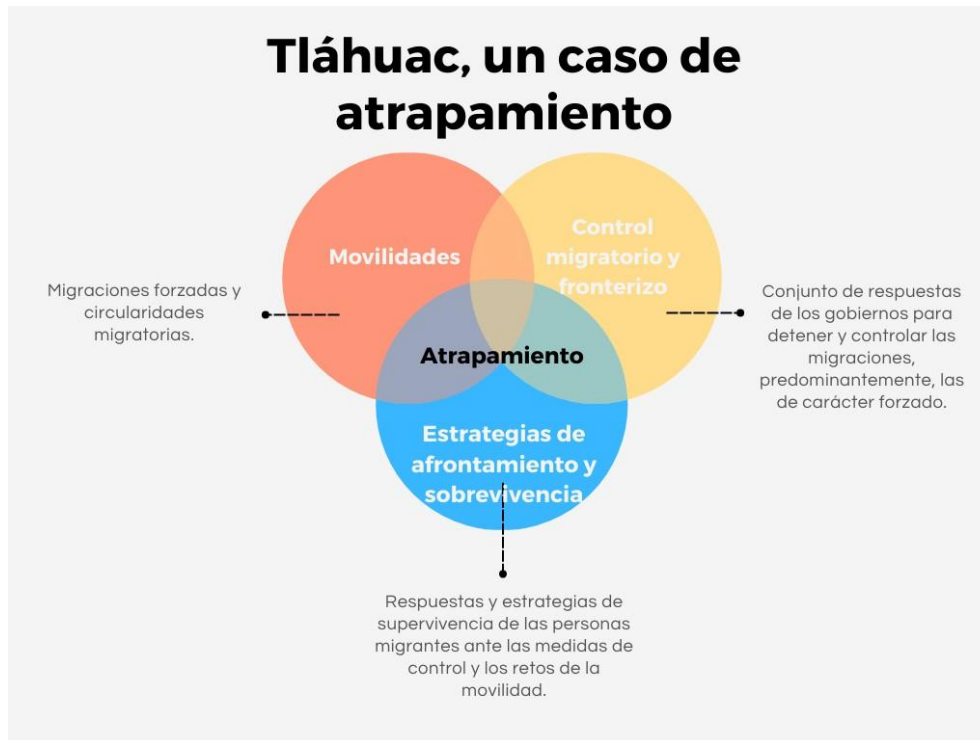 Tláhuac, un caso de
atrapamiento
Movilidades
Control
migratorio y
fronterizo
Migraciones forzadas y
circularidades
migratorias.
Conjunto de respuestas
de los gobiernos para
detener y controlar las
migraciones,
predominantemente, las
de carácter forzado.
Atrapamiento
Estrategias de
afrontamiento y
sobrevivencia
Respuestas y estrategias de
supervivencia de las personas
migrantes ante las medidas de
control y los retos de la
movilidad.